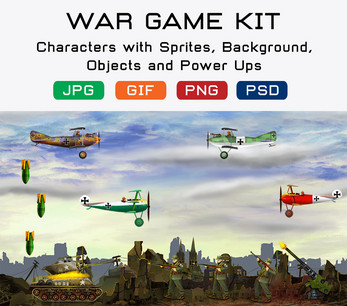 WAR GAME KIT
Characters with Sprites, Background,
Objects and Power Ups
JPG GIF PNG PSD